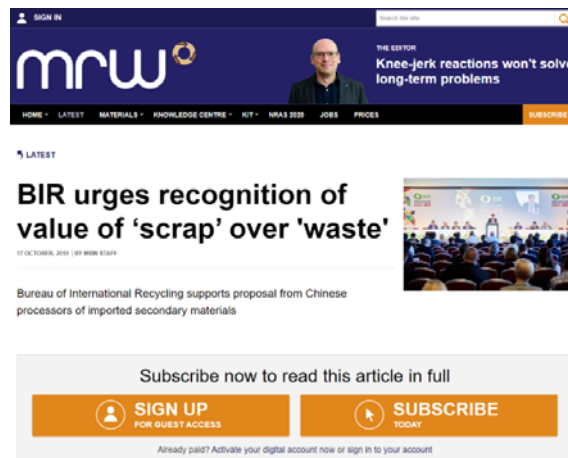 SIGN IN
Search the site
mrw
THE EDITOR
Knee-jerk reactions won't solve
long-term problems
HOME LATEST MATERIALS KNOWLEDGE CENTRE KIT NRAS 2020 JOBS PRICES SUBSCRIBE
LATEST
BIR urges recognition of
value of ‘scrap’ over 'waste'
17 OCTOBER, 2019 | BY MRW STAFF
Bureau of International Recycling supports proposal from Chinese
processors of imported secondary materials
Subscribe now to read this article in full
SIGN UP
FOR GUEST ACCESS
SUBSCRIBE
TODAY
Already paid? Activate your digital account now or sign in to your account